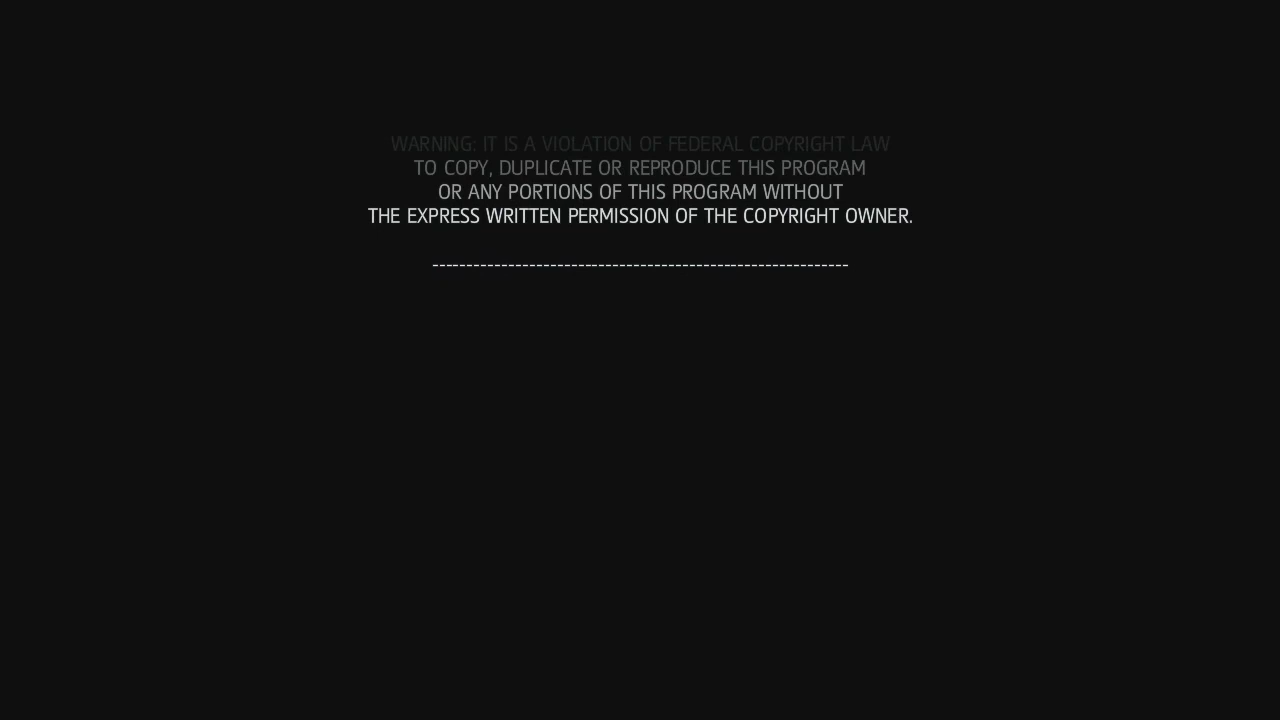 WARNING: IT IS A VIOLATION OF FEDERAL COPYRIGHT LAW
TO COPY, DUPLICATE OR REPRODUCE THIS PROGRAM
OR ANY PORTIONS OF THIS PROGRAM WITHOUT
THE EXPRESS WRITTEN PERMISSION OF THE COPYRIGHT OWNER.
------------------------------------------------------------